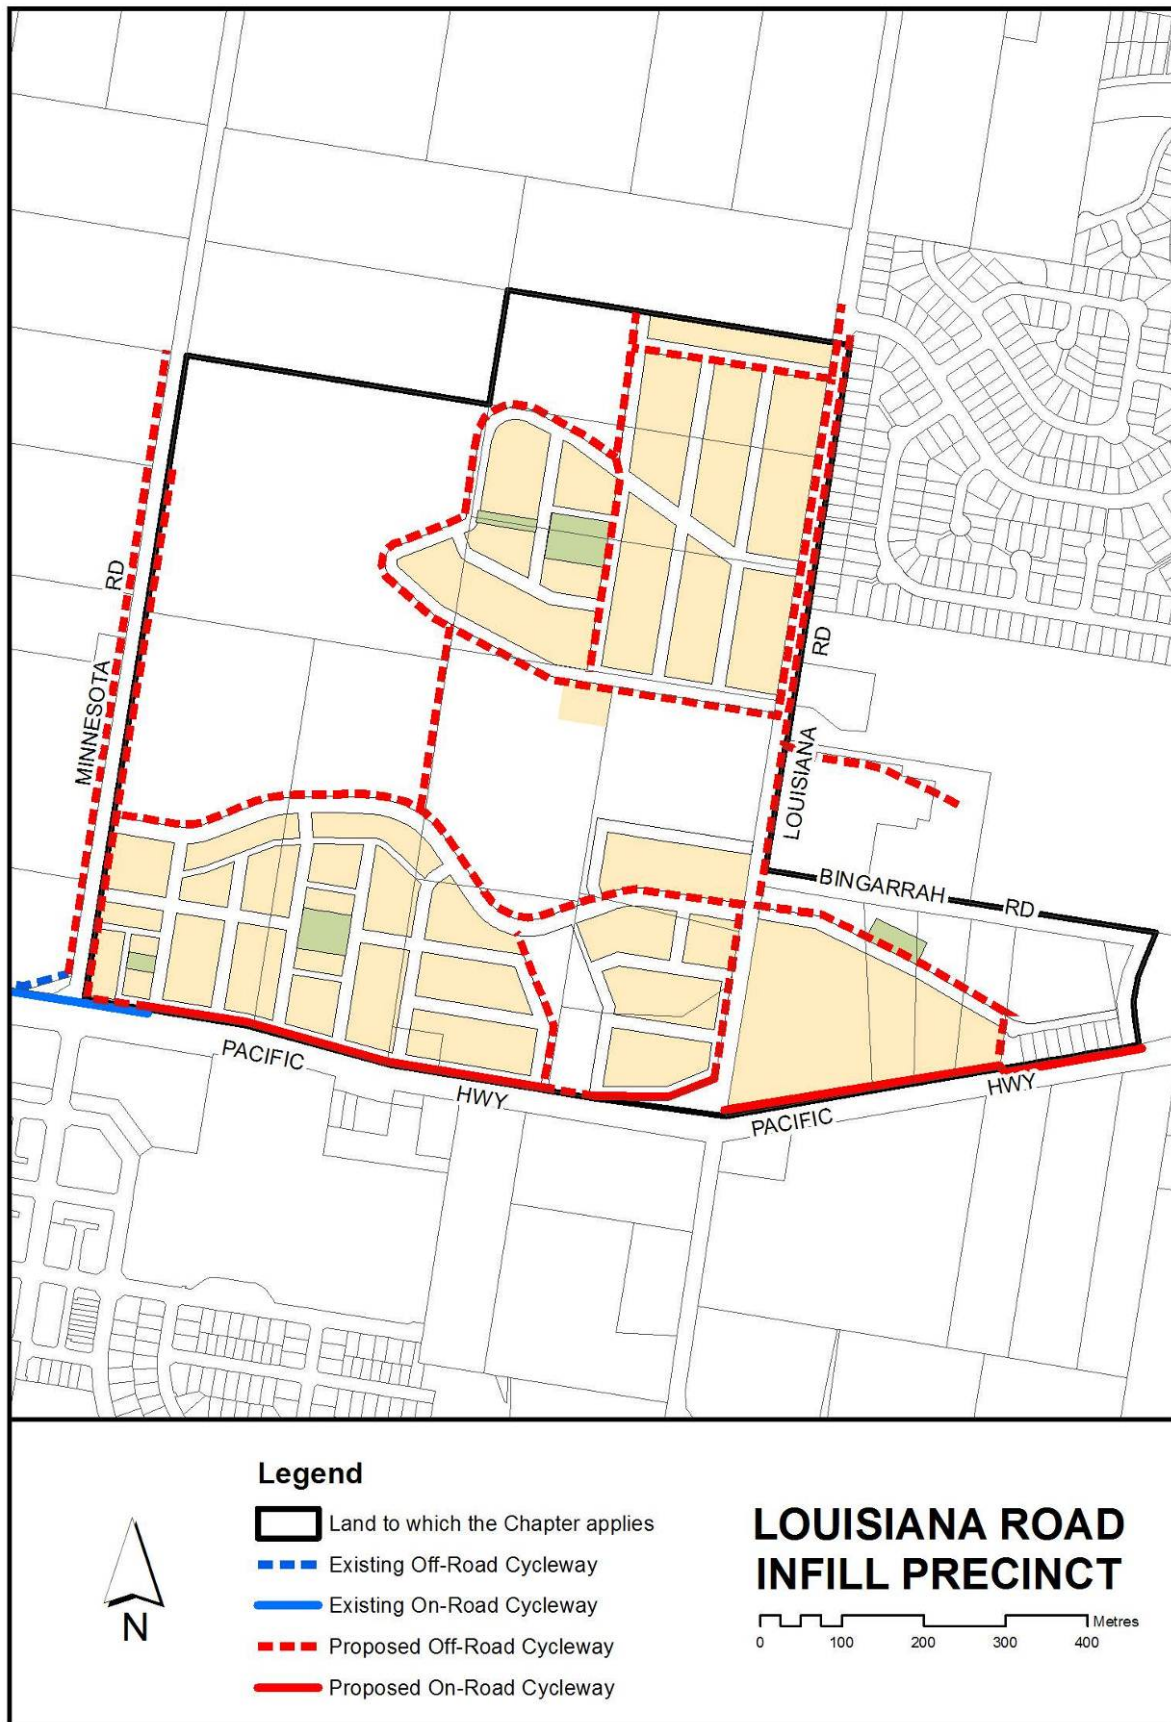 RD
MINNESOTA
RD
LOUISIANA
BINGARRAH
RD
PACIFIC
HWY
PACIFIC
HWY
Legend
Land to which the Chapter applies
Existing Off-Road Cycleway
Existing On-Road Cycleway
Proposed Off-Road Cycleway
Proposed On-Road Cycleway
N
LOUISIANA ROAD
INFILL PRECINCT
Metres
0 100 200 300 400